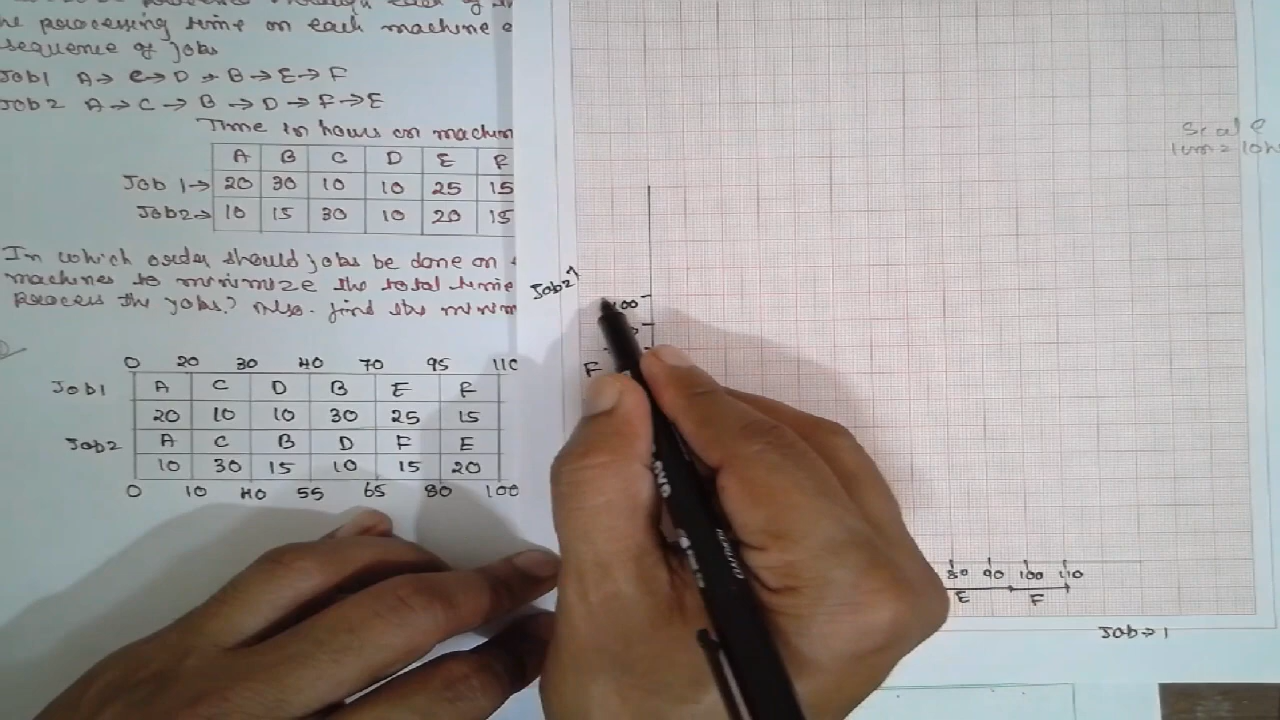 processing time on each machine
sequence of jobs
Job1 A → C → D → B → E → F
Job2 A → C → B → D → F → E
Time in hours on machin
A B C D E F
Job 1→ 20 30 10 10 25 15
Job2→ 10 15 30 10 20 15
In which order should jobs be done on
machines to minimize the total time
process the jobs? Also find the minim
0 20 30 40 70 95 110
Job1 A C D B E F
20 10 10 30 25 15
Job2 A C B D F E
10 30 15 10 15 20
0 10 40 55 65 80 100
Scale
1cm = 10h
Job2→
100
F
80 90 100 110
E F
Job→1
KOKUYO